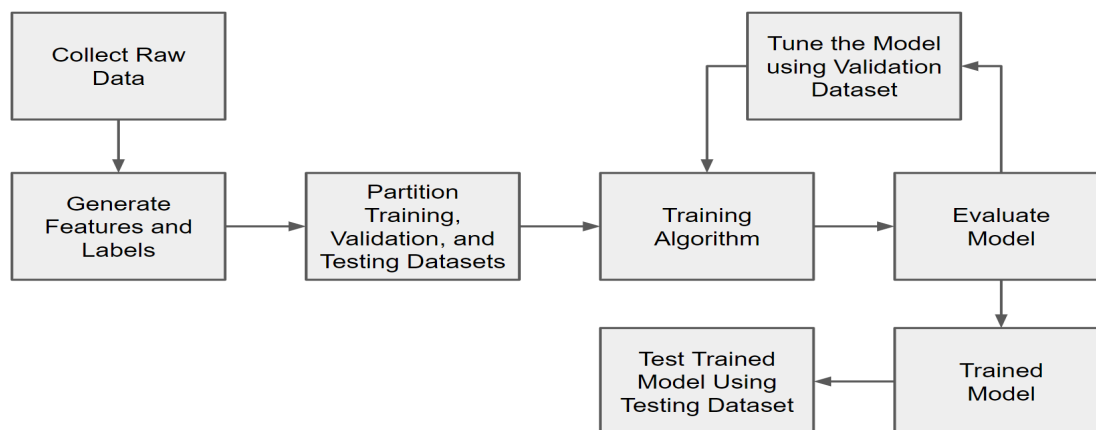 Collect Raw
Data
Tune the Model
using Validation
Dataset
Generate
Features and
Labels
Partition
Training,
Validation, and
Testing Datasets
Training
Algorithm
Evaluate
Model
Test Trained
Model Using
Testing Dataset
Trained
Model